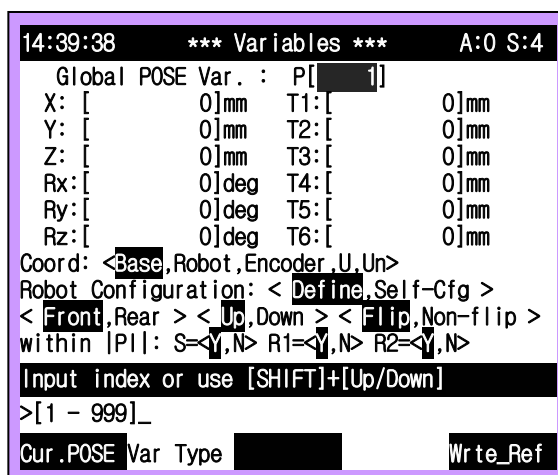 14:39:38 *** Variables *** A:0 S:4
Global POSE Var. : P[ 1]
X: [ 0]mm T1:[ 0]mm
Y: [ 0]mm T2:[ 0]mm
Z: [ 0]mm T3:[ 0]mm
Rx:[ 0]deg T4:[ 0]mm
Ry:[ 0]deg T5:[ 0]mm
Rz:[ 0]deg T6:[ 0]mm
Coord: <Base,Robot,Encoder,U,Un>
Robot Configuration: < Define,Self-Cfg >
< Front,Rear > < Up,Down > < Flip,Non-flip >
within |PI|: S=<Y,N> R1=<Y,N> R2=<Y,N>
Input index or use [SHIFT]+[Up/Down]
>[1 - 999]_
Cur.POSE Var Type Wrte_Ref